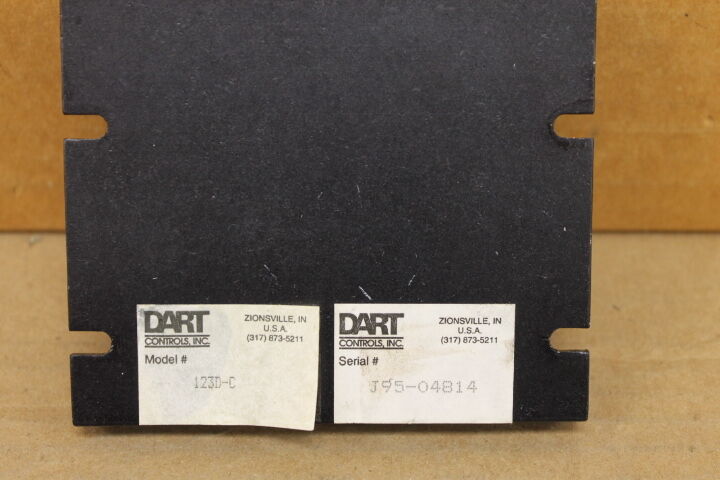 DART
CONTROLS, INC.
ZIONSVILLE, IN
U.S.A.
(317) 873-5211
Model #
123D-C
DART
CONTROLS, INC.
ZIONSVILLE, IN
U.S.A.
(317) 873-5211
Serial #
J95-04814